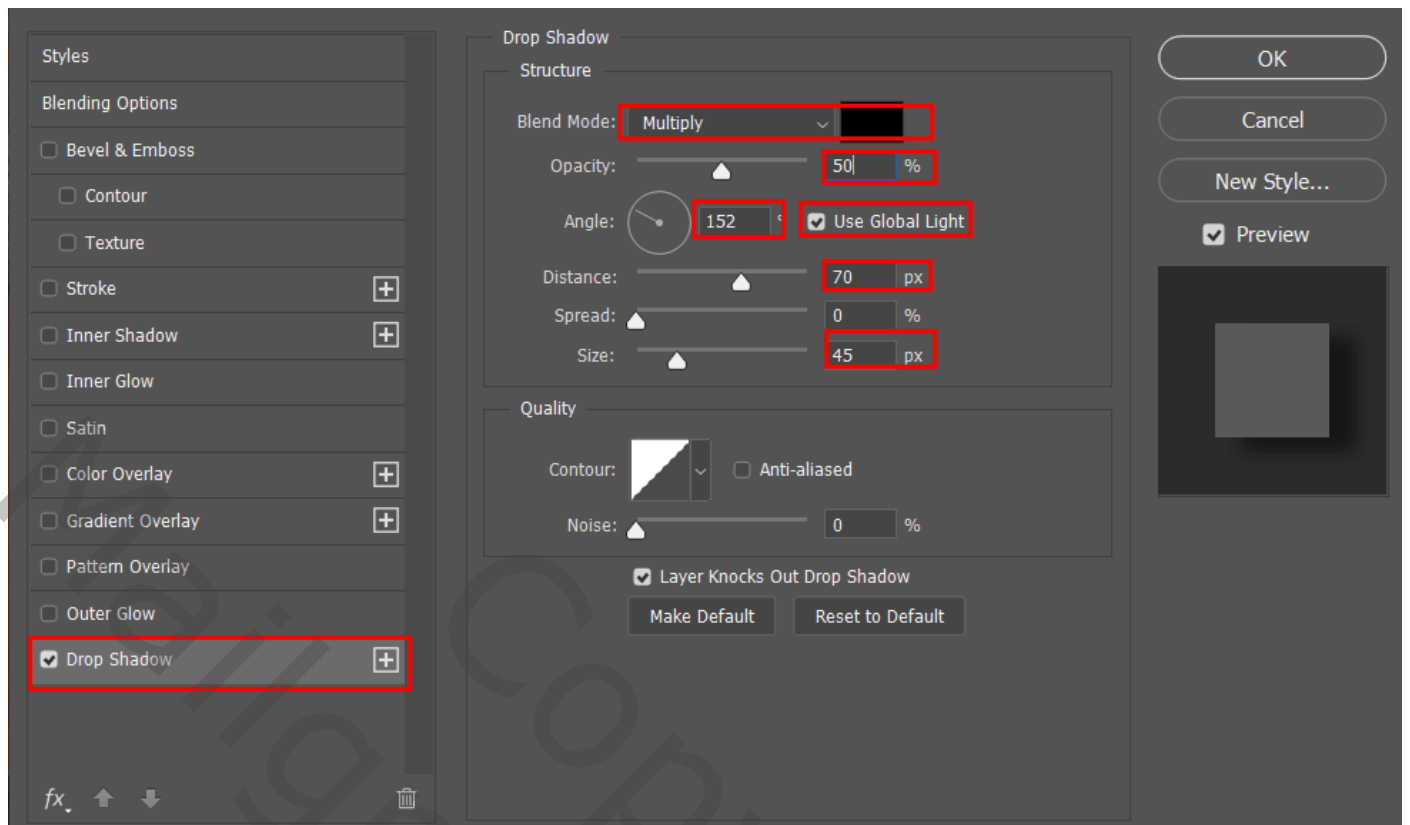 Styles
Blending Options
Bevel & Emboss
Contour
Texture
Stroke
Inner Shadow
Inner Glow
Satin
Color Overlay
Gradient Overlay
Pattern Overlay
Outer Glow
Drop Shadow
fx
Drop Shadow
Structure
Blend Mode: Multiply
Opacity: 50 %
Angle: 152 ° Use Global Light
Distance: 70 px
Spread: 0 %
Size: 45 px
Quality
Contour: Anti-aliased
Noise: 0 %
Layer Knocks Out Drop Shadow
Make Default Reset to Default
OK
Cancel
New Style...
Preview